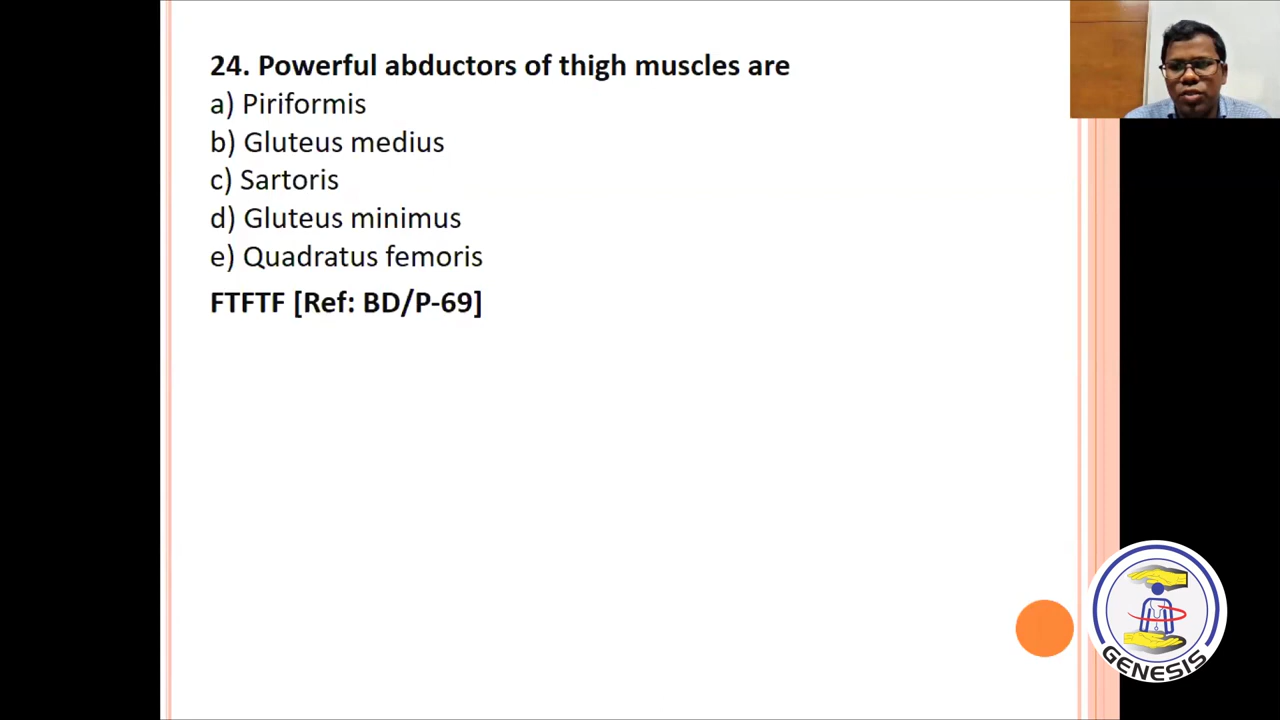 24. Powerful abductors of thigh muscles are
a) Piriformis
b) Gluteus medius
c) Sartoris
d) Gluteus minimus
e) Quadratus femoris
FTFTF [Ref: BD/P-69]
GENESIS